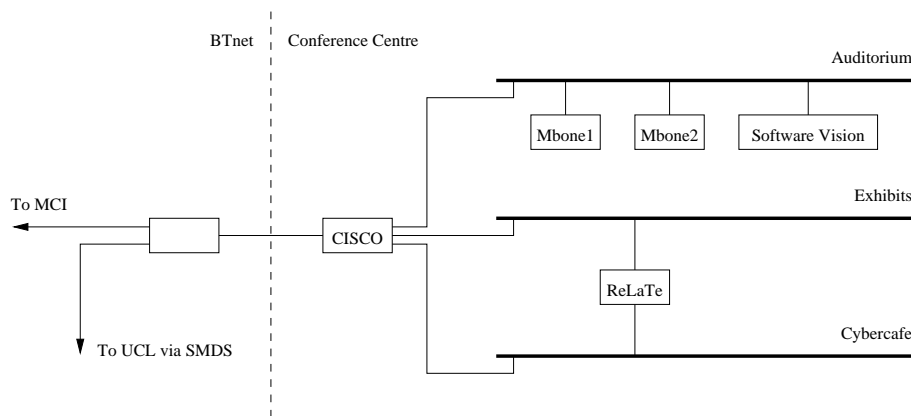 BTnet
Conference Centre
Auditorium
Mbone1
Mbone2
Software Vision
To MCI
Exhibits
CISCO
ReLaTe
To UCL via SMDS
Cybercafe